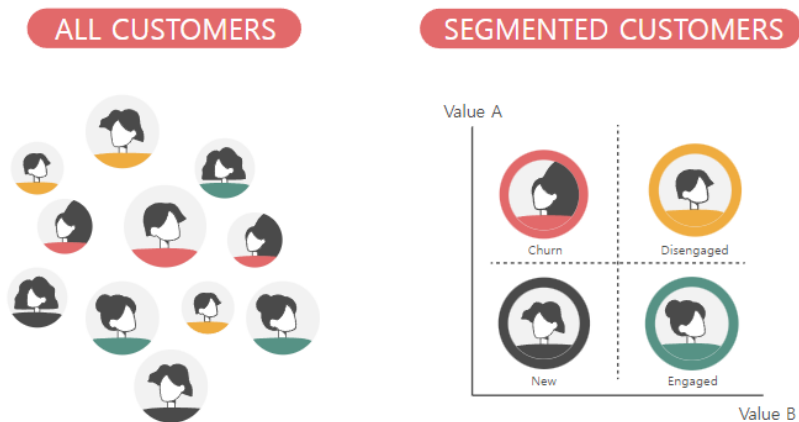 ALL CUSTOMERS
SEGMENTED CUSTOMERS
Value A
Churn
Disengaged
New
Engaged
Value B